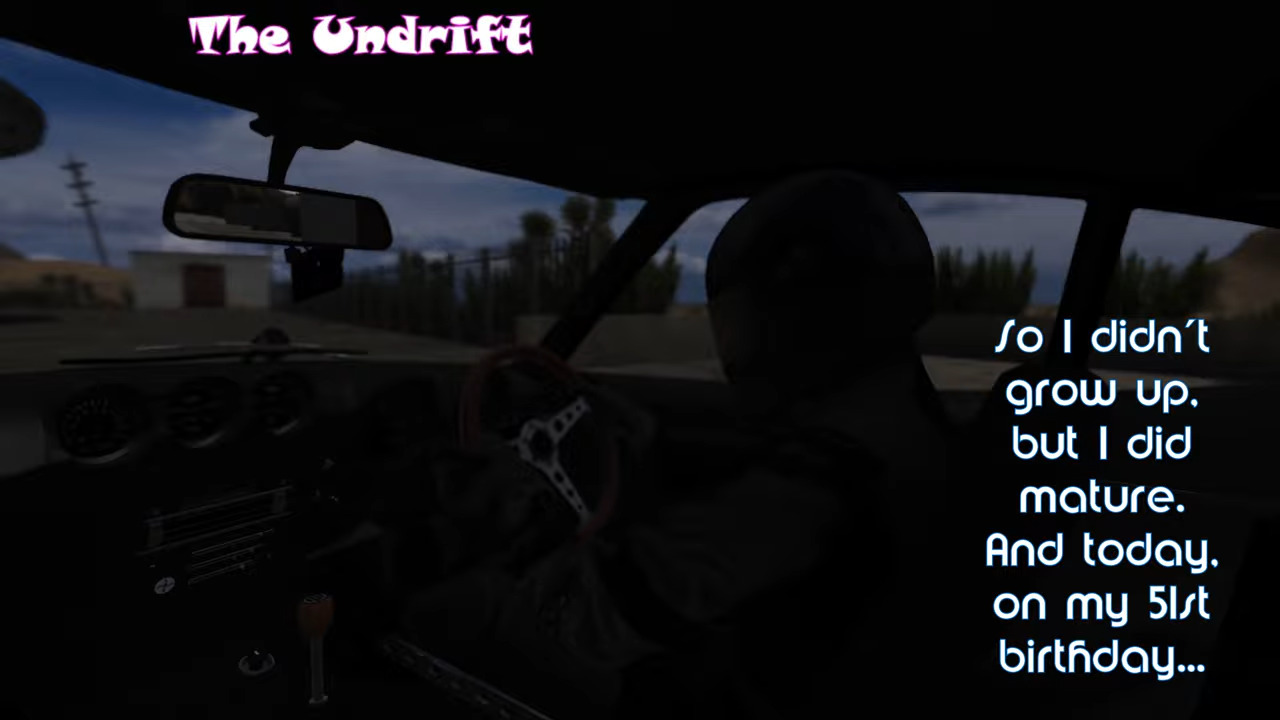 The Undrift
So I didn't
grow up,
but I did
mature.
And today,
on my 51st
birthday...